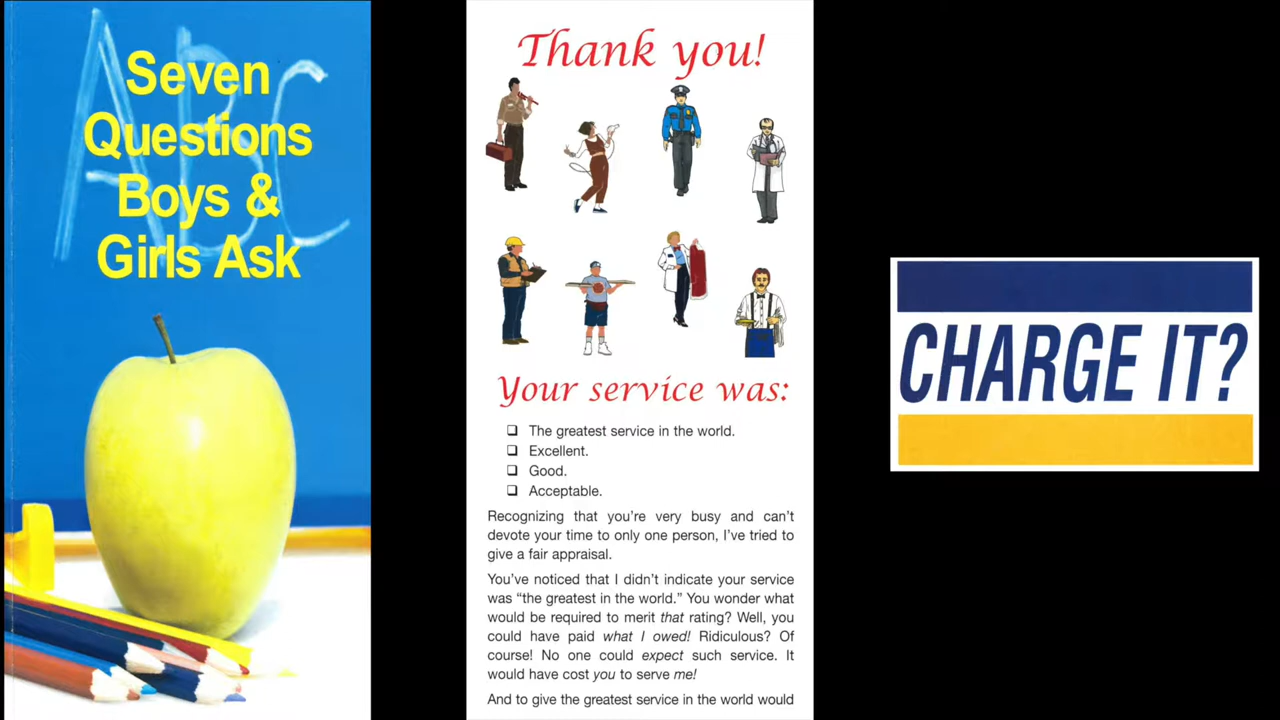 ABC
Seven
Questions
Boys &
Girls Ask
Thank you!
Your service was:
❑ The greatest service in the world.
❑ Excellent.
❑ Good.
❑ Acceptable.
Recognizing that you’re very busy and can’t
devote your time to only one person, I’ve tried to
give a fair appraisal.
You’ve noticed that I didn’t indicate your service
was “the greatest in the world.” You wonder what
would be required to merit that rating? Well, you
could have paid what I owed! Ridiculous? Of
course! No one could expect such service. It
would have cost you to serve me!
And to give the greatest service in the world would
CHARGE IT?